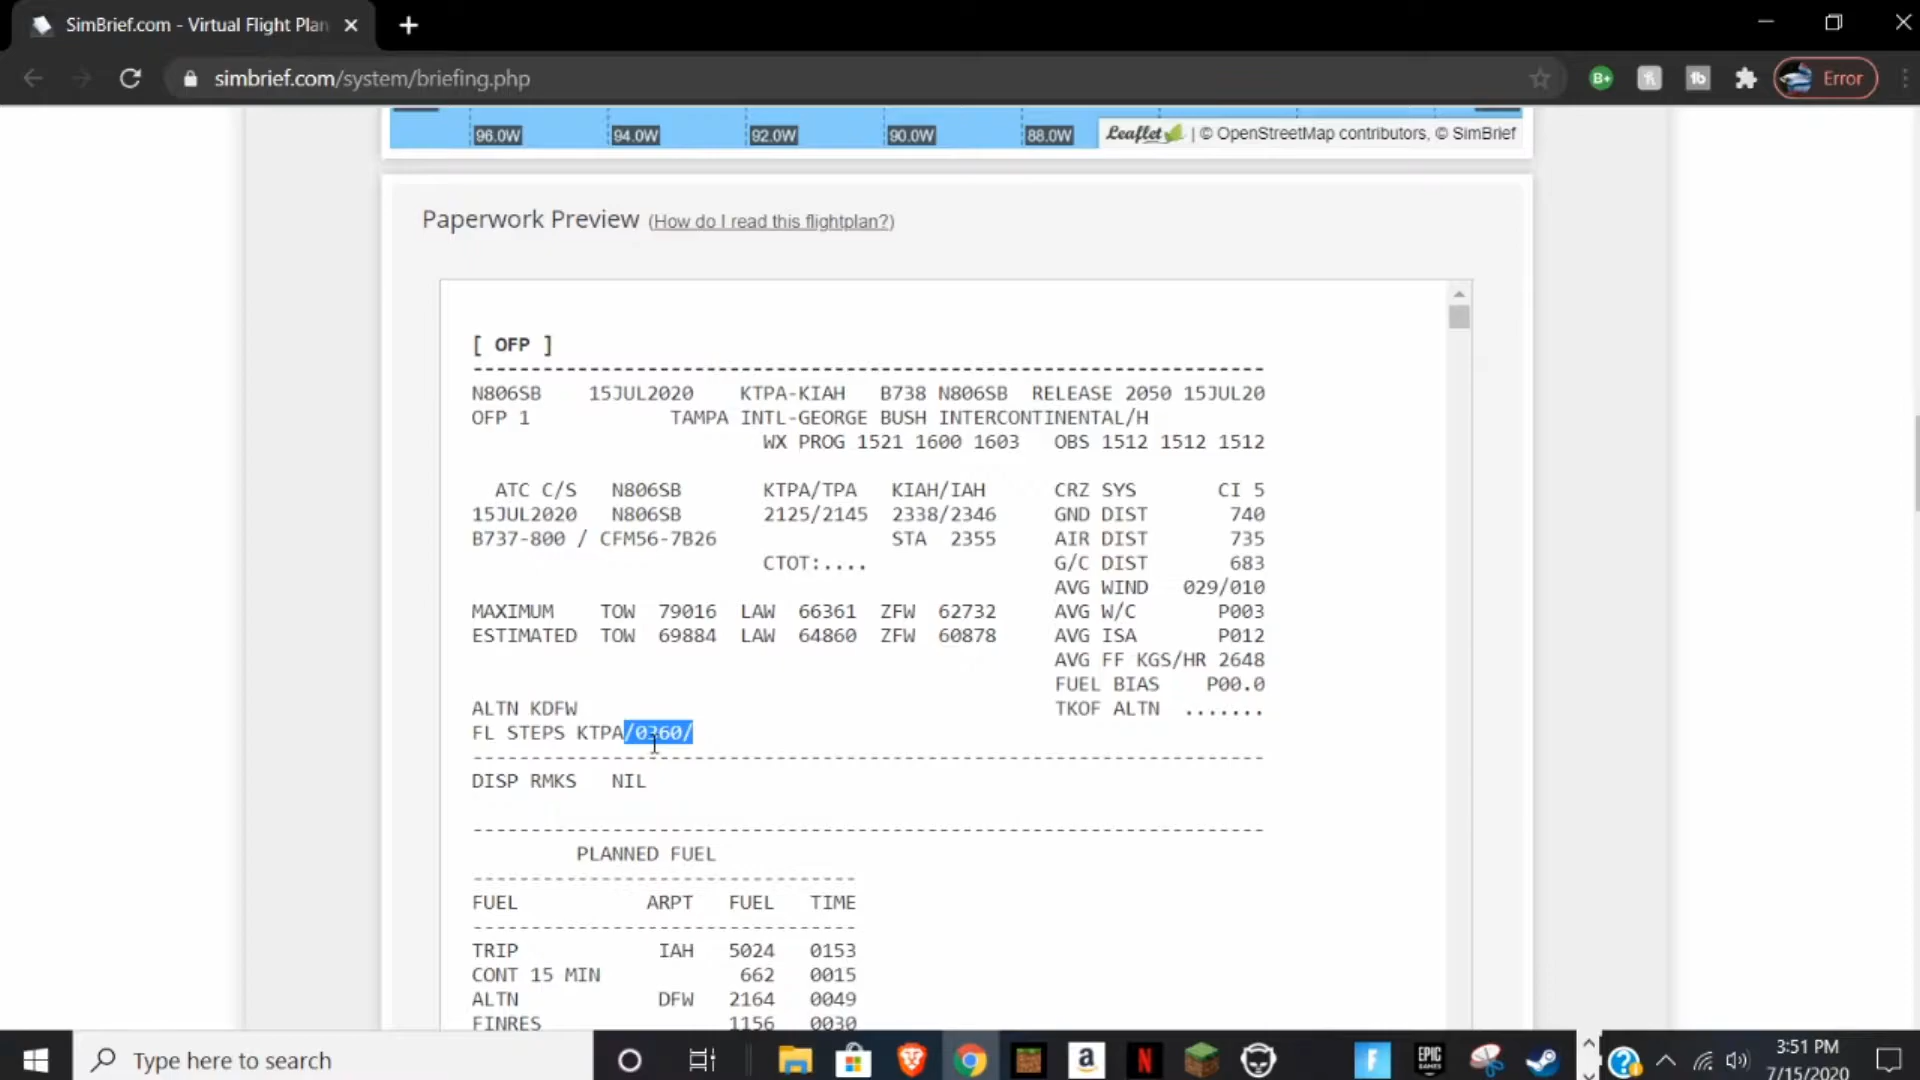 SimBrief.com - Virtual Flight Plan
simbrief.com/system/briefing.php
Error
96.0W 94.0W 92.0W 90.0W 88.0W Leaflet | © OpenStreetMap contributors, © SimBrief
Paperwork Preview (How do I read this flightplan?)
[ OFP ]
--------------------------------------------------------------------
N806SB 15JUL2020 KTPA-KIAH B738 N806SB RELEASE 2050 15JUL20
OFP 1 TAMPA INTL-GEORGE BUSH INTERCONTINENTAL/H
WX PROG 1521 1600 1603 OBS 1512 1512 1512
ATC C/S N806SB KTPA/TPA KIAH/IAH CRZ SYS CI 5
15JUL2020 N806SB 2125/2145 2338/2346 GND DIST 740
B737-800 / CFM56-7B26 STA 2355 AIR DIST 735
CTOT:.... G/C DIST 683
AVG WIND 029/010
MAXIMUM TOW 79016 LAW 66361 ZFW 62732 AVG W/C P003
ESTIMATED TOW 69884 LAW 64860 ZFW 60878 AVG ISA P012
AVG FF KGS/HR 2648
FUEL BIAS P00.0
ALTN KDFW TKOF ALTN .......
FL STEPS KTPA/0360/
--------------------------------------------------------------------
DISP RMKS NIL
--------------------------------------------------------------------
PLANNED FUEL
---------------------------------
FUEL ARPT FUEL TIME
---------------------------------
TRIP IAH 5024 0153
CONT 15 MIN 662 0015
ALTN DFW 2164 0049
FINRES 1156 0030
Type here to search
EPIC GAMES
3:51 PM
7/15/2020